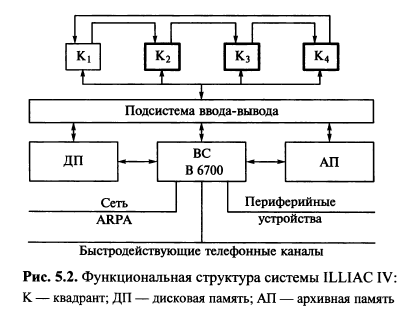 K₁ K₂ K₃ K₄
Подсистема ввода-вывода
ДП
ВС
В 6700
АП
Сеть
ARPA
Периферийные
устройства
Быстродействующие телефонные каналы
Рис. 5.2. Функциональная структура системы ILLIAC IV:
К — квадрант; ДП — дисковая память; АП — архивная память